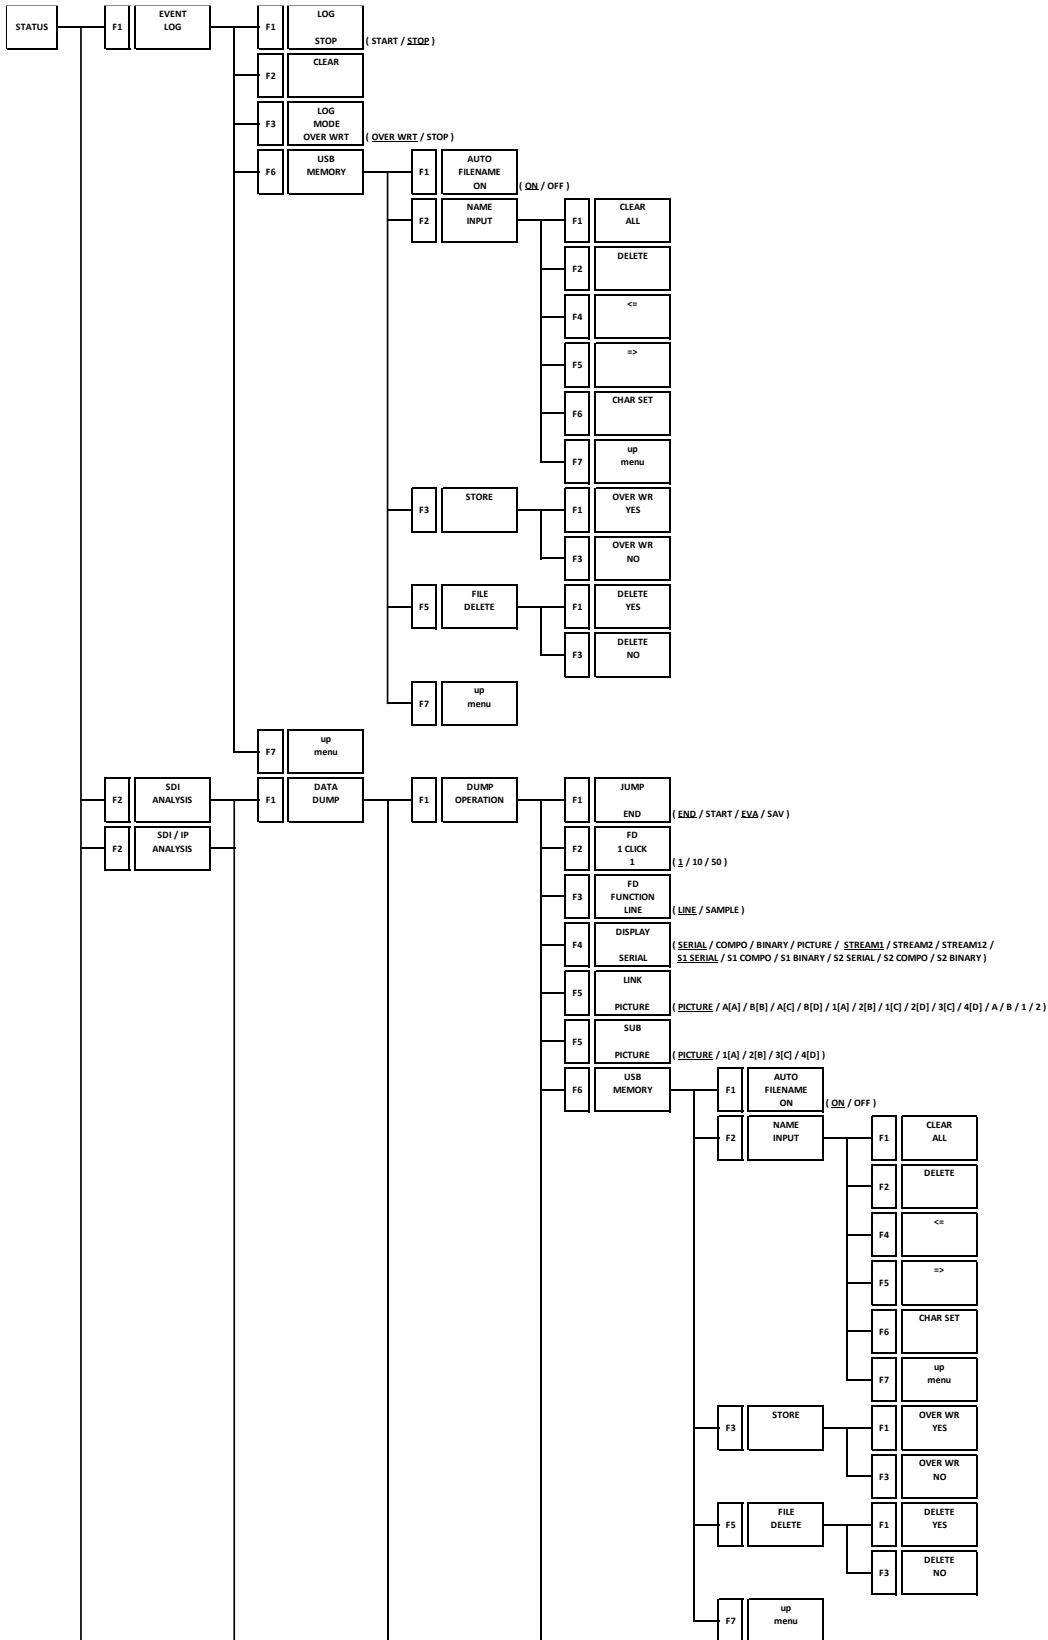 STATUS
F1
EVENT
LOG
F1
LOG
STOP
( START / STOP )
F2
CLEAR
F3
LOG
MODE
OVER WRT
( OVER WRT / STOP )
F6
USB
MEMORY
F1
AUTO
FILENAME
ON
( ON / OFF )
F2
NAME
INPUT
F1
CLEAR
ALL
F2
DELETE
F4
<=
F5
=>
F6
CHAR SET
F7
up
menu
F3
STORE
F1
OVER WR
YES
F3
OVER WR
NO
F5
FILE
DELETE
F1
DELETE
YES
F3
DELETE
NO
F7
up
menu
F7
up
menu
F2
SDI
ANALYSIS
F1
DATA
DUMP
F1
DUMP
OPERATION
F1
JUMP
END
( END / START / EVA / SAV )
F2
SDI / IP
ANALYSIS
F2
FD
1 CLICK
1
( 1 / 10 / 50 )
F3
FD
FUNCTION
LINE
( LINE / SAMPLE )
F4
DISPLAY
SERIAL
( SERIAL / COMPO / BINARY / PICTURE / STREAM1 / STREAM2 / STREAM12 /
S1 SERIAL / S1 COMPO / S1 BINARY / S2 SERIAL / S2 COMPO / S2 BINARY )
F5
LINK
PICTURE
( PICTURE / A[A] / B[B] / A[C] / B[D] / 1[A] / 2[B] / 1[C] / 2[D] / 3[C] / 4[D] / A / B / 1 / 2 )
F5
SUB
PICTURE
( PICTURE / 1[A] / 2[B] / 3[C] / 4[D] )
F6
USB
MEMORY
F1
AUTO
FILENAME
ON
( ON / OFF )
F2
NAME
INPUT
F1
CLEAR
ALL
F2
DELETE
F4
<=
F5
=>
F6
CHAR SET
F7
up
menu
F3
STORE
F1
OVER WR
YES
F3
OVER WR
NO
F5
FILE
DELETE
F1
DELETE
YES
F3
DELETE
NO
F7
up
menu